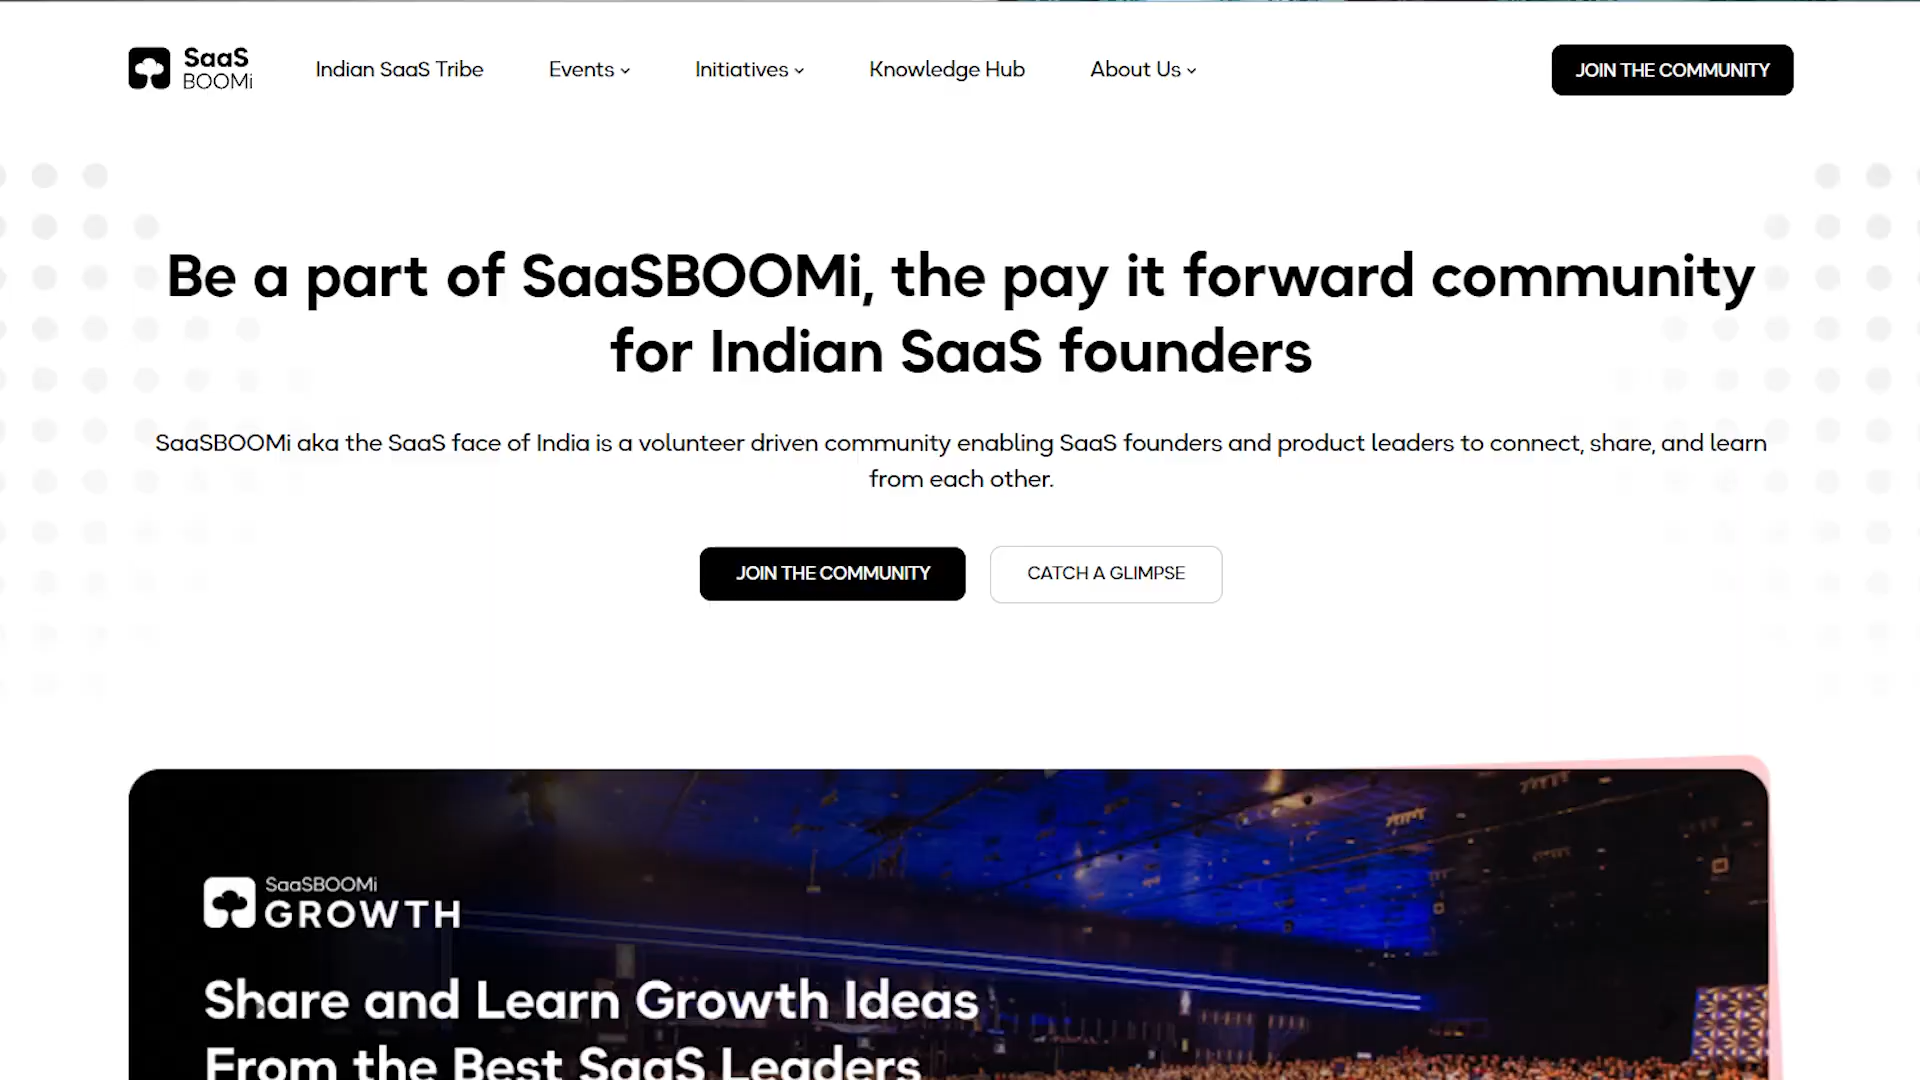 SaaS
BOOMi
Indian SaaS Tribe
Events
Initiatives
Knowledge Hub
About Us
JOIN THE COMMUNITY
Be a part of SaaSBOOMi, the pay it forward community
for Indian SaaS founders
SaaSBOOMi aka the SaaS face of India is a volunteer driven community enabling SaaS founders and product leaders to connect, share, and learn
from each other.
JOIN THE COMMUNITY
CATCH A GLIMPSE
SaaSBOOMi
GROWTH
Share and Learn Growth Ideas
From the Best SaaS Leaders